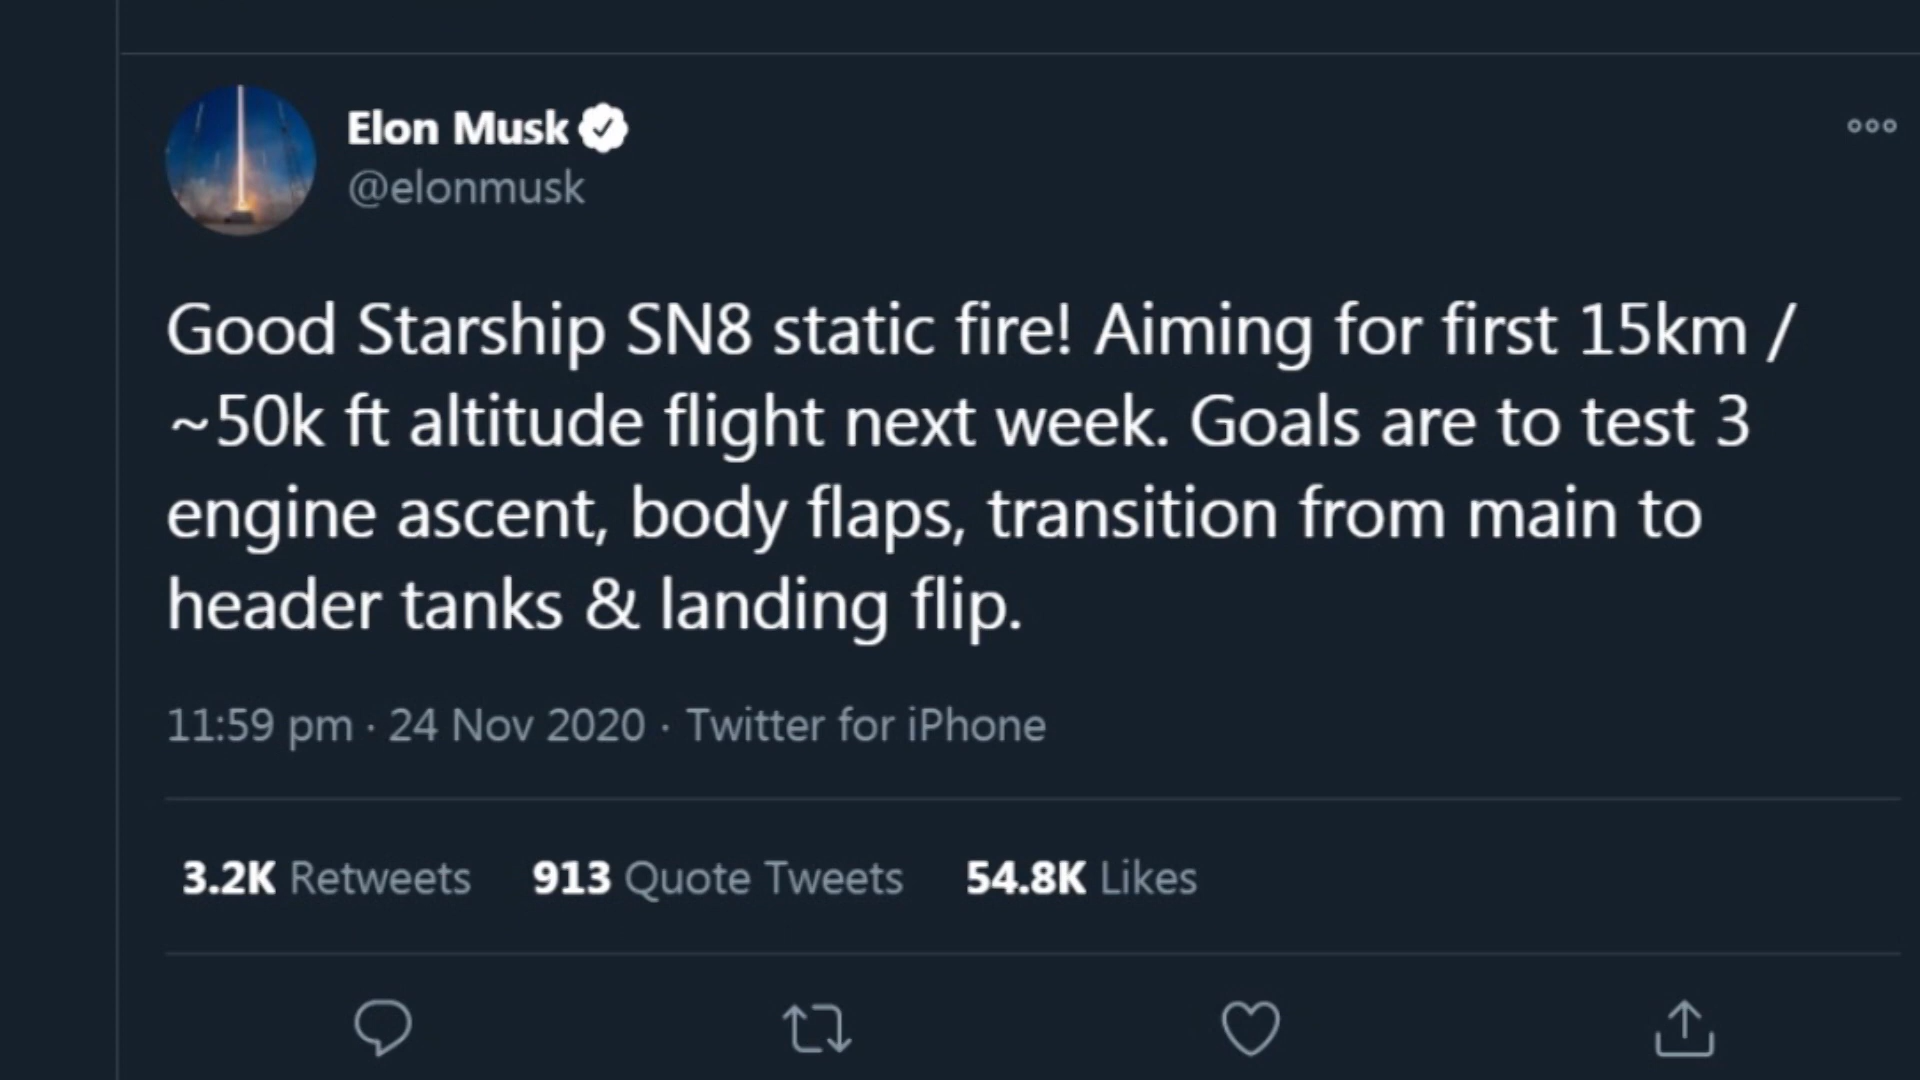 Elon Musk
@elonmusk
Good Starship SN8 static fire! Aiming for first 15km /
~50k ft altitude flight next week. Goals are to test 3
engine ascent, body flaps, transition from main to
header tanks & landing flip.
11:59 pm · 24 Nov 2020 · Twitter for iPhone
3.2K Retweets 913 Quote Tweets 54.8K Likes